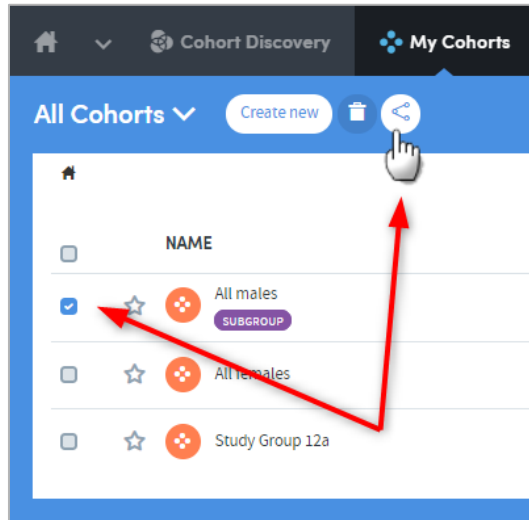 Cohort Discovery
My Cohorts
All Cohorts
Create new
NAME
All males
SUBGROUP
All females
Study Group 12a